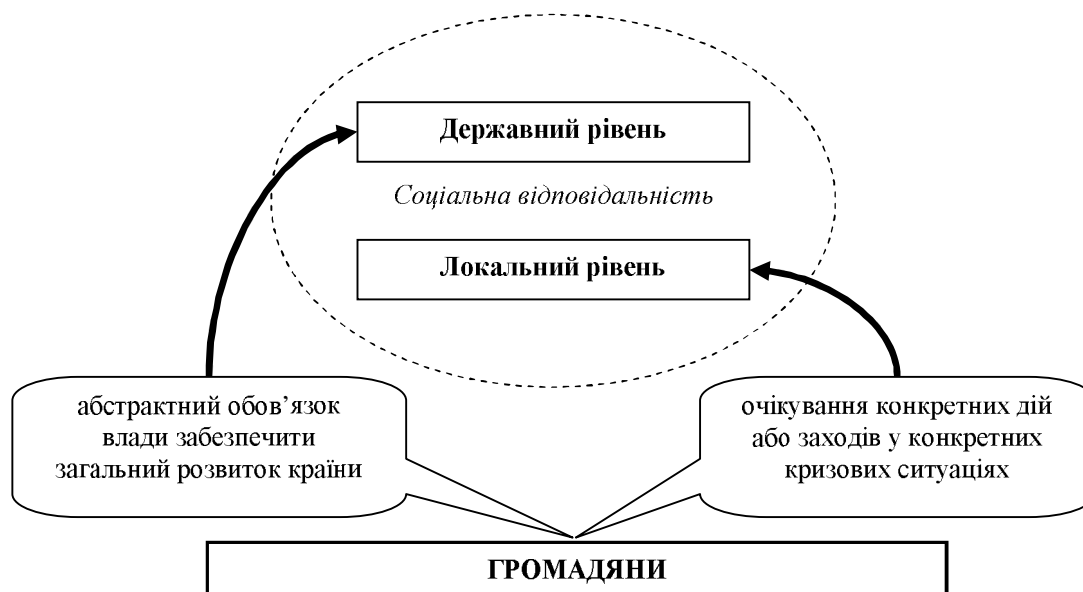 Державний рівень
Соціальна відповідальність
Локальний рівень
абстрактний обов’язок
влади забезпечити
загальний розвиток країни
очікування конкретних дій
або заходів у конкретних
кризових ситуаціях
ГРОМАДЯНИ